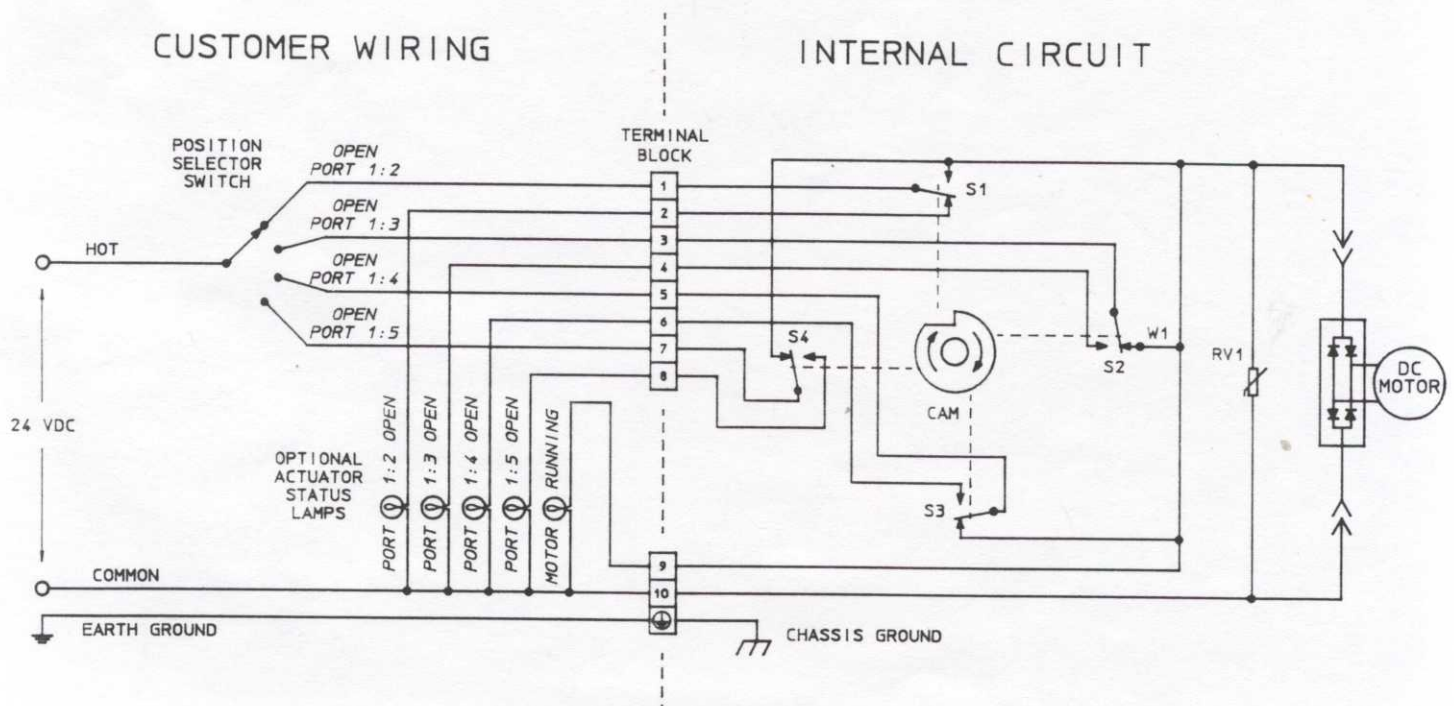 CUSTOMER WIRING
INTERNAL CIRCUIT
POSITION
SELECTOR
SWITCH
OPEN
PORT 1:2
OPEN
PORT 1:3
OPEN
PORT 1:4
OPEN
PORT 1:5
HOT
24 VDC
COMMON
EARTH GROUND
OPTIONAL
ACTUATOR
STATUS
LAMPS
PORT 1:2 OPEN
PORT 1:3 OPEN
PORT 1:4 OPEN
PORT 1:5 OPEN
MOTOR RUNNING
TERMINAL
BLOCK
1
2
3
4
5
6
7
8
9
10
S1
S4
CAM
W1
S2
S3
RV1
DC
MOTOR
CHASSIS GROUND